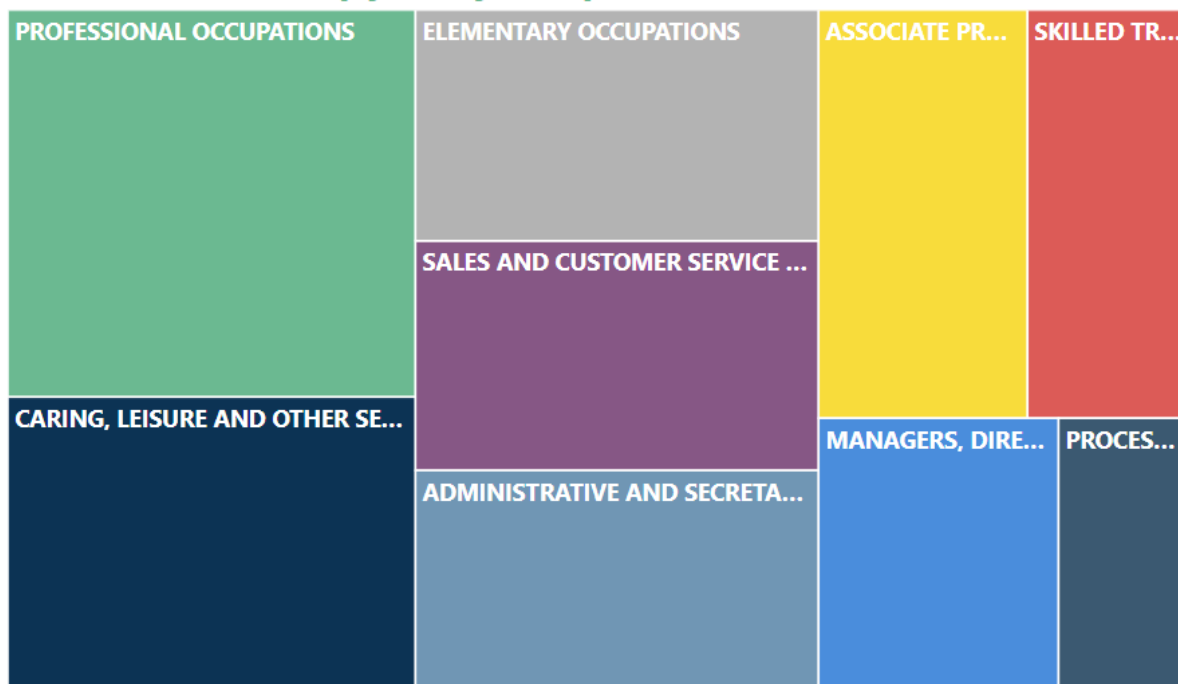 PROFESSIONAL OCCUPATIONS
CARING, LEISURE AND OTHER SE...
ELEMENTARY OCCUPATIONS
SALES AND CUSTOMER SERVICE ...
ADMINISTRATIVE AND SECRETA...
ASSOCIATE PR...
SKILLED TR...
MANAGERS, DIRE...
PROCES...